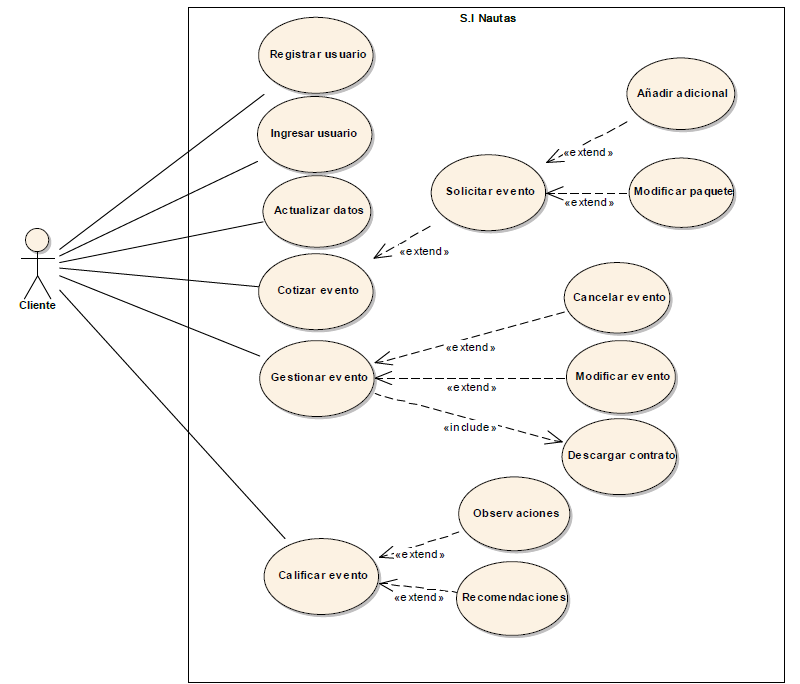 S.I Nautas
Registrar usuario
Añadir adicional
Ingresar usuario
«extend»
Solicitar evento
Modificar paquete
«extend»
Actualizar datos
«extend»
Cotizar evento
Cliente
Cancelar evento
«extend»
Gestionar evento
Modificar evento
«extend»
«include»
Descargar contrato
Observaciones
«extend»
Calificar evento
Recomendaciones
«extend»